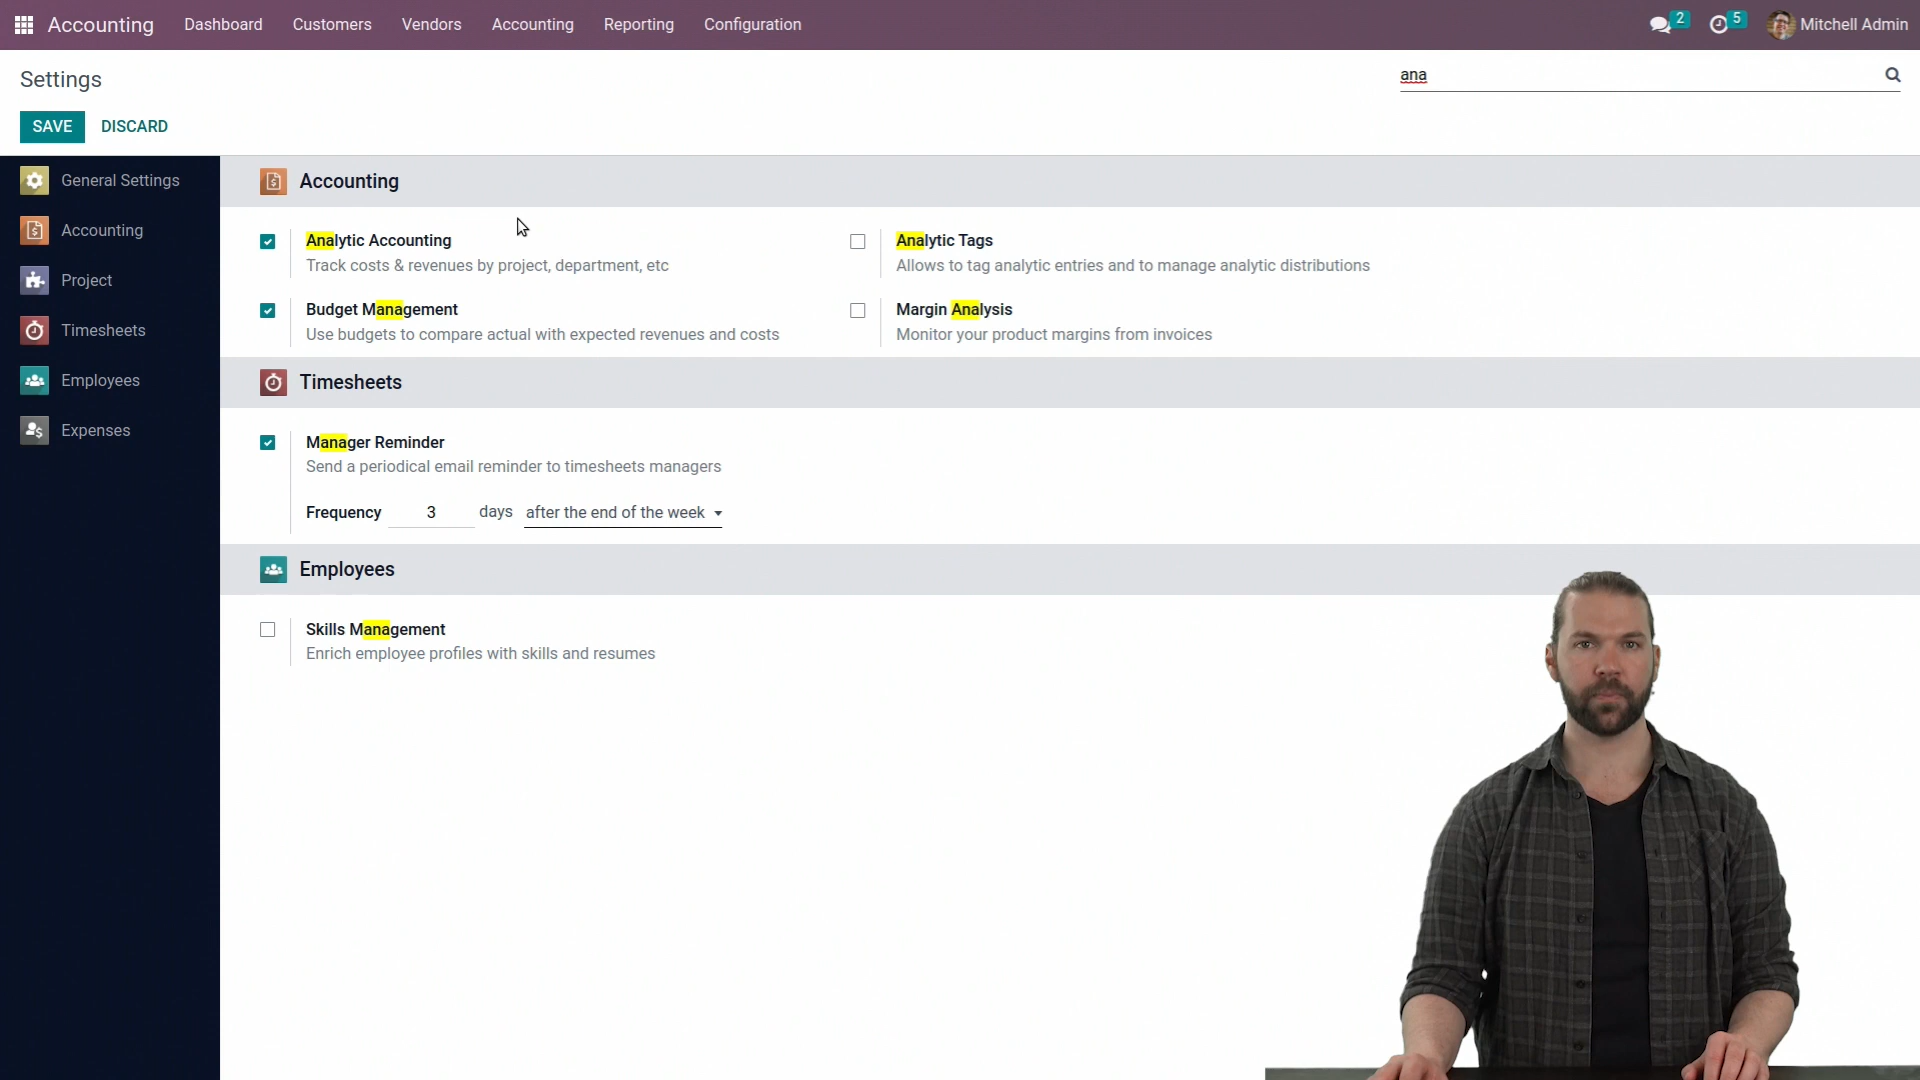 Accounting Dashboard Customers Vendors Accounting Reporting Configuration 2 5 Mitchell Admin
Settings
ana
SAVE DISCARD
General Settings
Accounting
Project
Timesheets
Employees
Expenses
Accounting
Analytic Accounting
Track costs & revenues by project, department, etc
Analytic Tags
Allows to tag analytic entries and to manage analytic distributions
Budget Management
Use budgets to compare actual with expected revenues and costs
Margin Analysis
Monitor your product margins from invoices
Timesheets
Manager Reminder
Send a periodical email reminder to timesheets managers
Frequency 3 days after the end of the week
Employees
Skills Management
Enrich employee profiles with skills and resumes